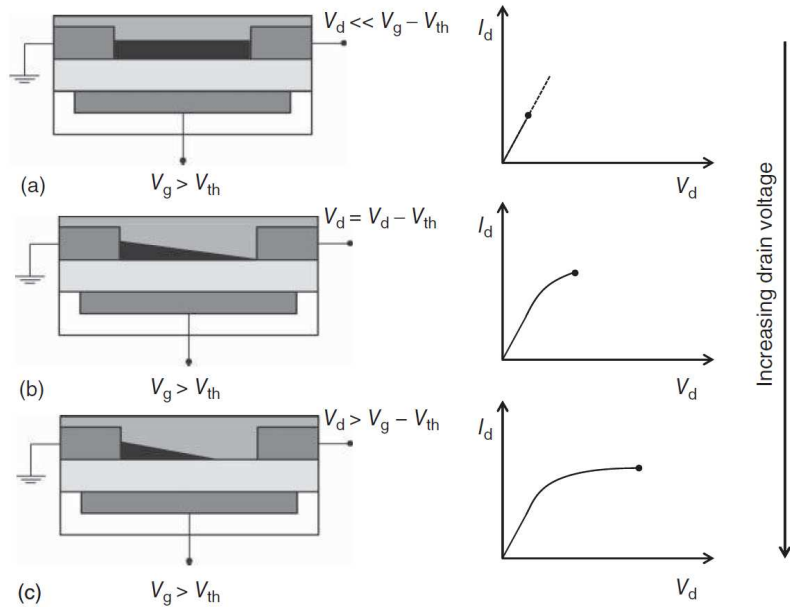 V_d << V_g − V_th
I_d
V_d
V_g > V_th
(a)
V_d = V_d − V_th
I_d
V_d
V_g > V_th
(b)
V_d > V_g − V_th
I_d
V_d
V_g > V_th
(c)
Increasing drain voltage